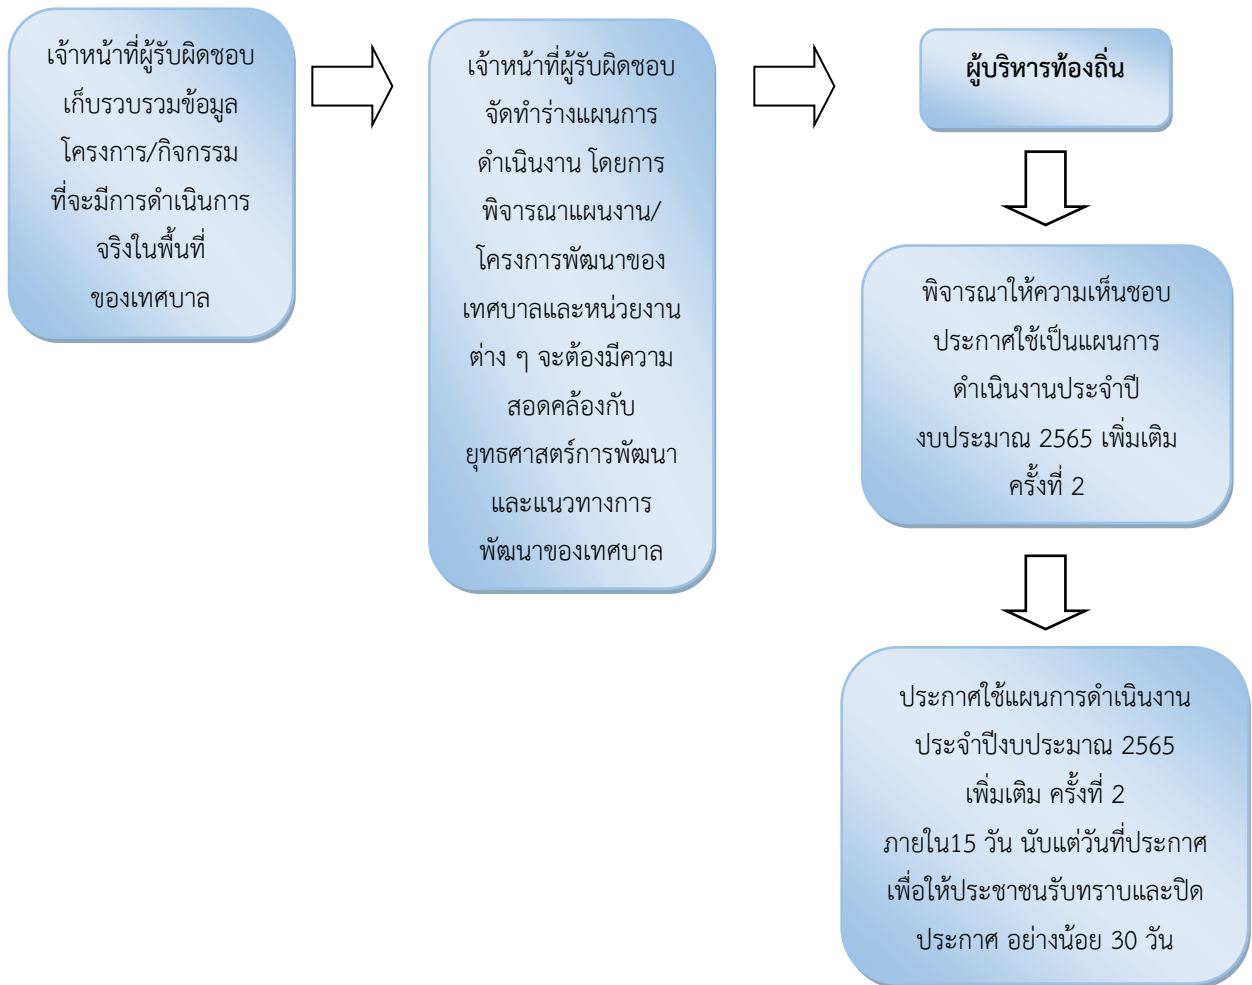 เจ้าหน้าที่ผู้รับผิดชอบ
เก็บรวบรวมข้อมูล
โครงการ/กิจกรรม
ที่จะมีการดำเนินการ
จริงในพื้นที่
ของเทศบาล
เจ้าหน้าที่ผู้รับผิดชอบ
จัดทำร่างแผนการ
ดำเนินงาน โดยการ
พิจารณาแผนงาน/
โครงการพัฒนาของ
เทศบาลและหน่วยงาน
ต่าง ๆ จะต้องมีความ
สอดคล้องกับ
ยุทธศาสตร์การพัฒนา
และแนวทางการ
พัฒนาของเทศบาล
ผู้บริหารท้องถิ่น
พิจารณาให้ความเห็นชอบ
ประกาศใช้เป็นแผนการ
ดำเนินงานประจำปี
งบประมาณ 2565 เพิ่มเติม
ครั้งที่ 2
ประกาศใช้แผนการดำเนินงาน
ประจำปีงบประมาณ 2565
เพิ่มเติม ครั้งที่ 2
ภายใน15 วัน นับแต่วันที่ประกาศ
เพื่อให้ประชาชนรับทราบและปิด
ประกาศ อย่างน้อย 30 วัน